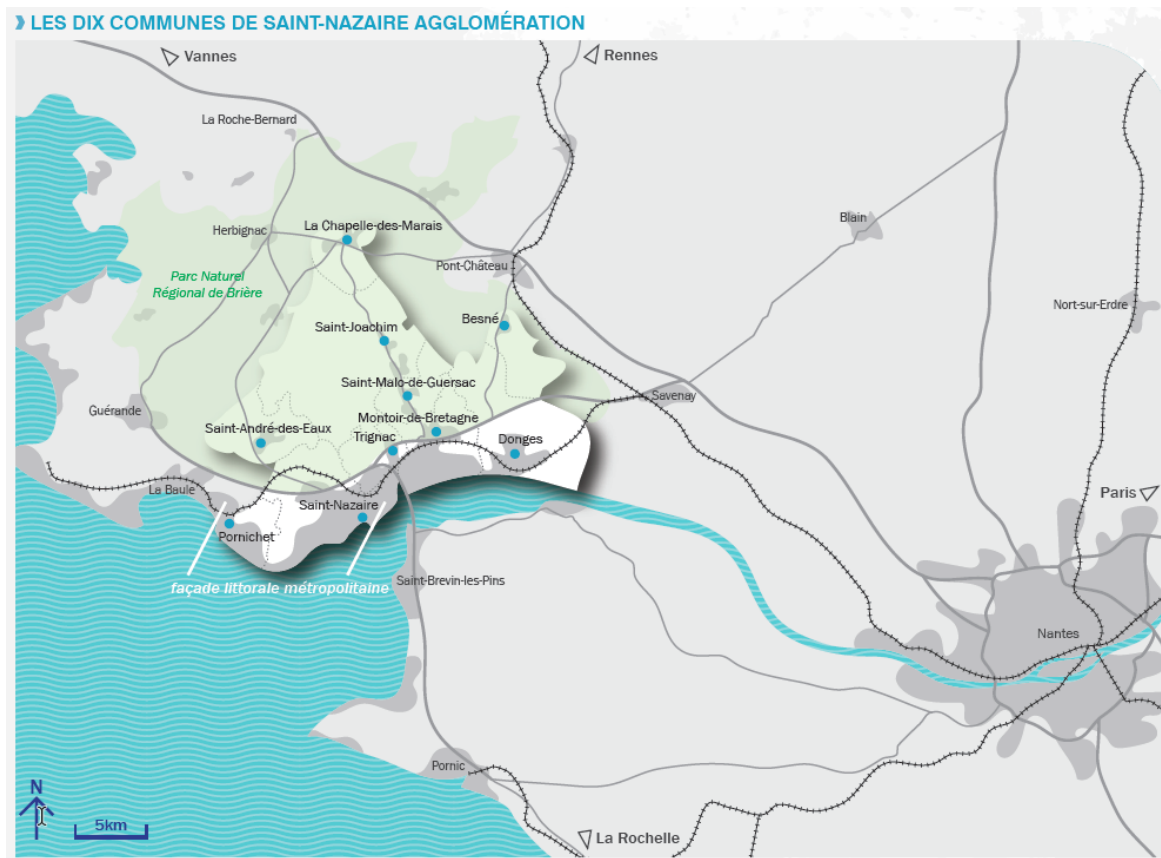 LES DIX COMMUNES DE SAINT-NAZAIRE AGGLOMÉRATION
Vannes
Rennes
La Roche-Bernard
Blain
La Chapelle-des-Marais
Herbignac
Pont-Château
Parc Naturel
Régional de Brière
Nort-sur-Erdre
Besné
Saint-Joachim
Saint-Malo-de-Guersac
Savenay
Guérande
Montoir-de-Bretagne
Saint-André-des-Eaux
Trignac
Donges
La Baule
Paris
Saint-Nazaire
Pornichet
façade littorale métropolitaine
Saint-Brevin-les-Pins
Nantes
Pornic
N
5km
La Rochelle